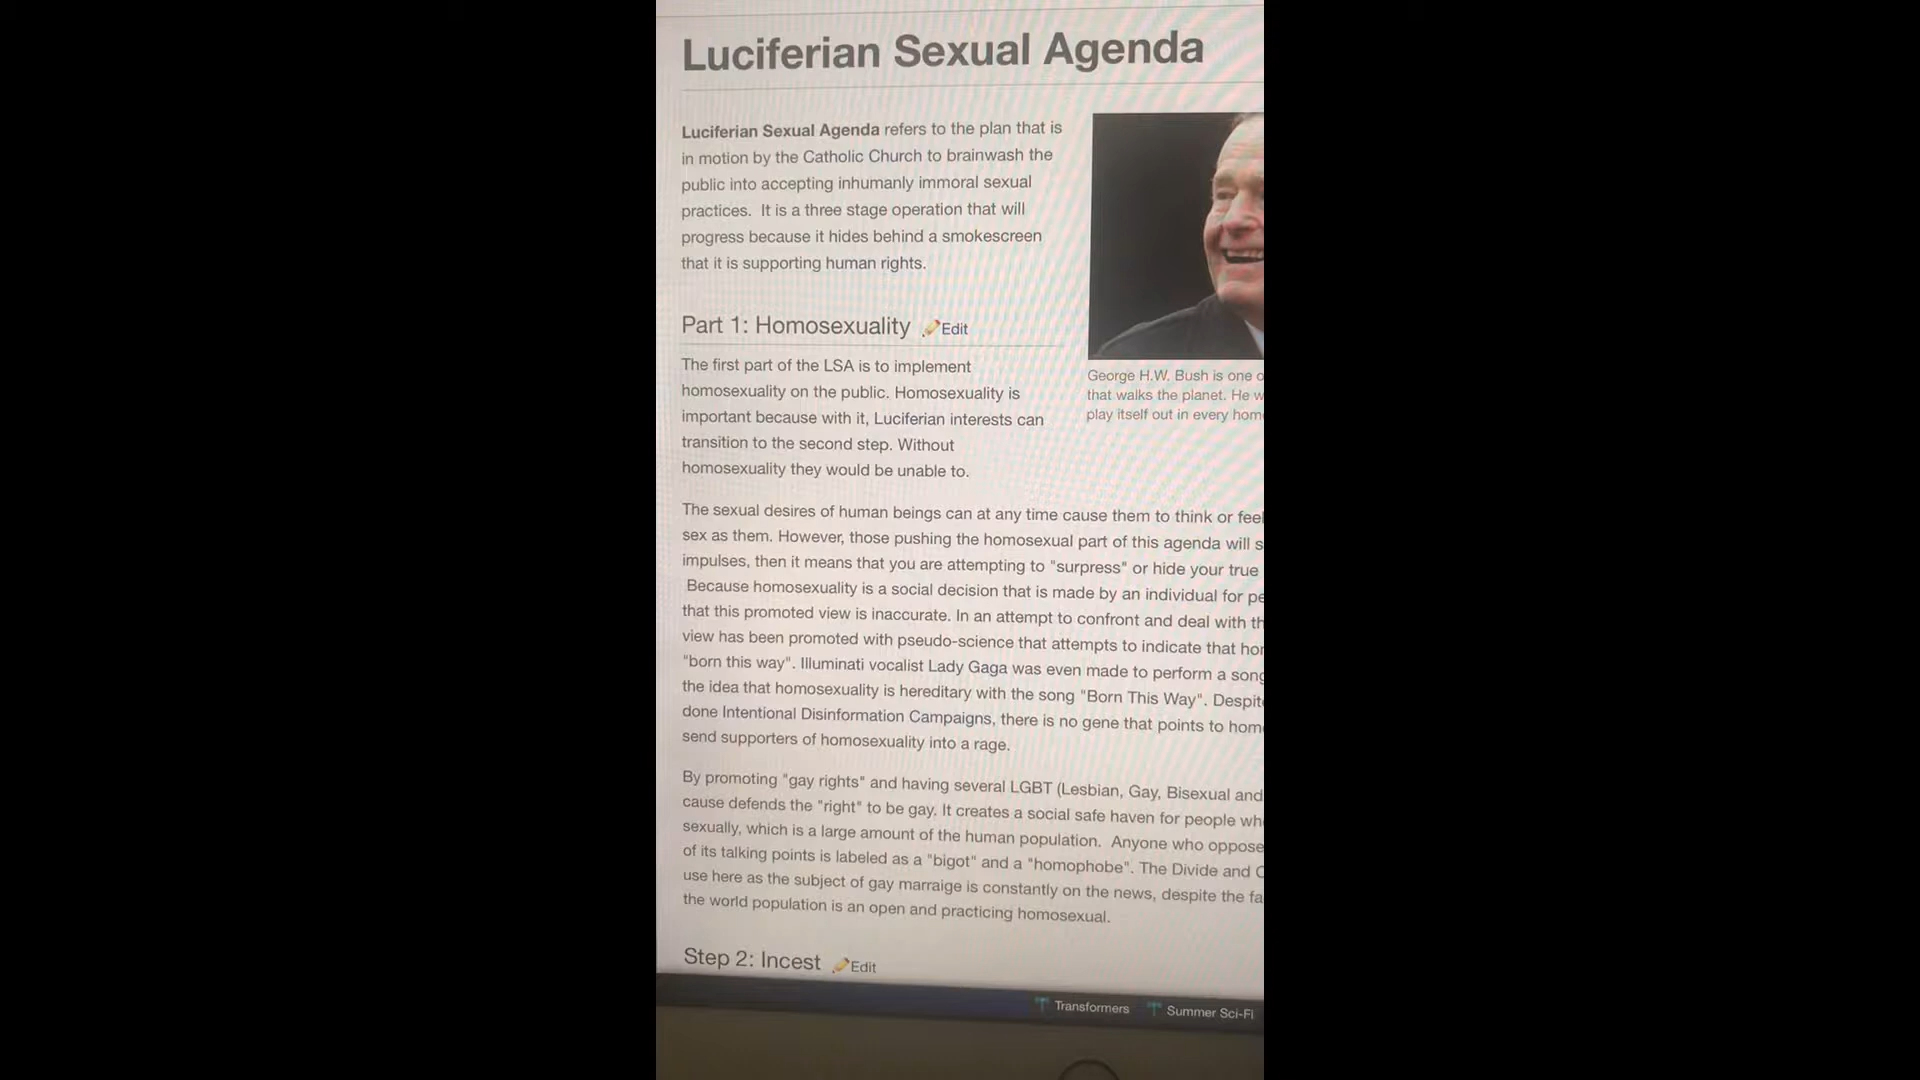 Luciferian Sexual Agenda
Luciferian Sexual Agenda refers to the plan that is
in motion by the Catholic Church to brainwash the
public into accepting inhumanly immoral sexual
practices. It is a three stage operation that will
progress because it hides behind a smokescreen
that it is supporting human rights.
George H.W. Bush is one o
that walks the planet. He w
play itself out in every hom
Part 1: Homosexuality Edit
The first part of the LSA is to implement
homosexuality on the public. Homosexuality is
important because with it, Luciferian interests can
transition to the second step. Without
homosexuality they would be unable to.
The sexual desires of human beings can at any time cause them to think or feel
sex as them. However, those pushing the homosexual part of this agenda will s
impulses, then it means that you are attempting to "surpress" or hide your true
Because homosexuality is a social decision that is made by an individual for pe
that this promoted view is inaccurate. In an attempt to confront and deal with th
view has been promoted with pseudo-science that attempts to indicate that hor
"born this way". Illuminati vocalist Lady Gaga was even made to perform a song
the idea that homosexuality is hereditary with the song "Born This Way". Despite
done Intentional Disinformation Campaigns, there is no gene that points to hom
send supporters of homosexuality into a rage.
By promoting "gay rights" and having several LGBT (Lesbian, Gay, Bisexual and
cause defends the "right" to be gay. It creates a social safe haven for people wh
sexually, which is a large amount of the human population. Anyone who oppose
of its talking points is labeled as a "bigot" and a "homophobe". The Divide and C
use here as the subject of gay marraige is constantly on the news, despite the fa
the world population is an open and practicing homosexual.
Step 2: Incest Edit
Transformers Summer Sci-Fi